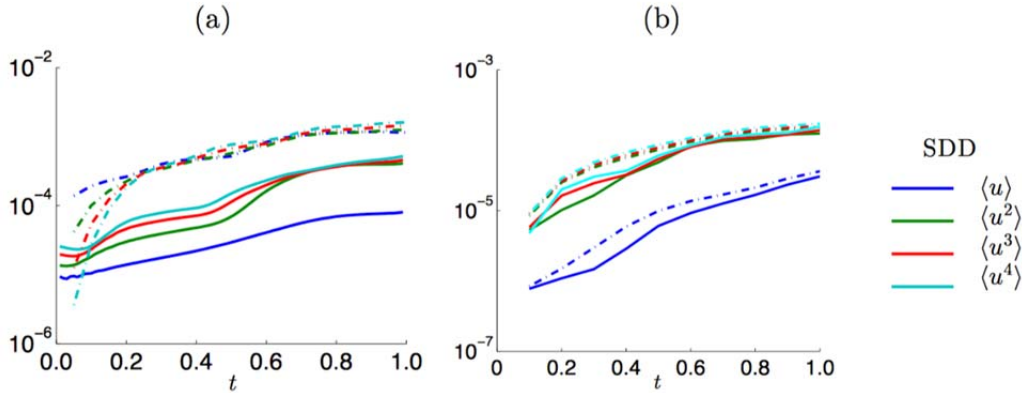 (a)
10⁻²
10⁻⁴
10⁻⁶
0.0 0.2 0.4 0.6 0.8 1.0
t
(b)
10⁻³
10⁻⁵
10⁻⁷
0 0.2 0.4 0.6 0.8 1.0
t
SDD
⟨u⟩
⟨u²⟩
⟨u³⟩
⟨u⁴⟩